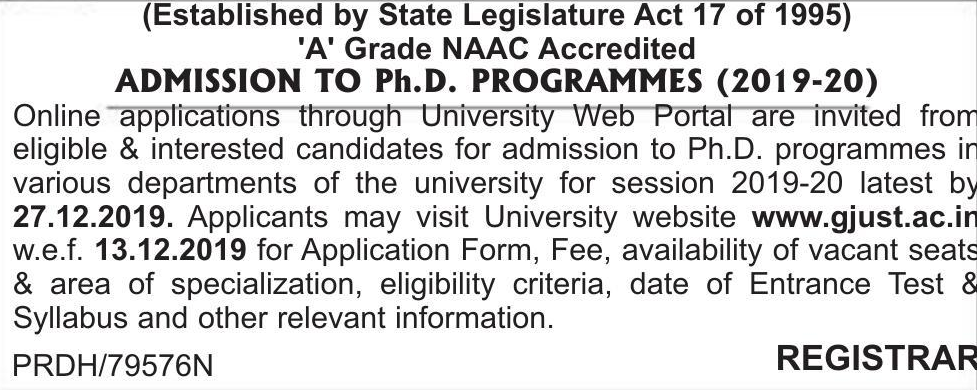 (Established by State Legislature Act 17 of 1995)
'A' Grade NAAC Accredited
ADMISSION TO Ph.D. PROGRAMMES (2019-20)
Online applications through University Web Portal are invited from
eligible & interested candidates for admission to Ph.D. programmes in
various departments of the university for session 2019-20 latest by
27.12.2019. Applicants may visit University website www.gjust.ac.in
w.e.f. 13.12.2019 for Application Form, Fee, availability of vacant seats
& area of specialization, eligibility criteria, date of Entrance Test &
Syllabus and other relevant information.
PRDH/79576N REGISTRAR